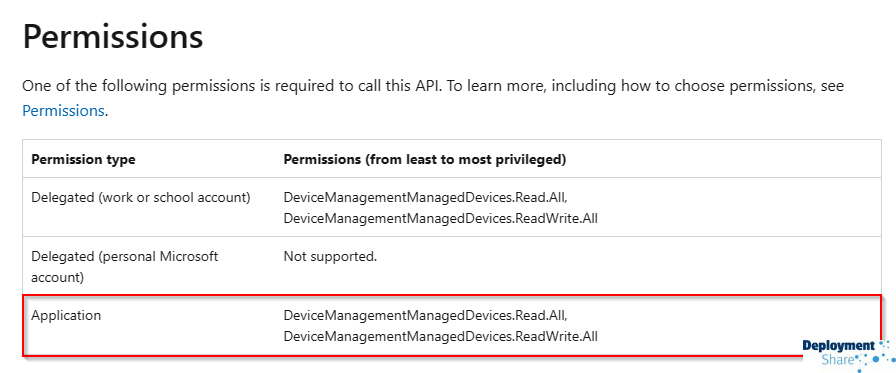 Permissions
One of the following permissions is required to call this API. To learn more, including how to choose permissions, see
Permissions.
Permission type Permissions (from least to most privileged)
Delegated (work or school account) DeviceManagementManagedDevices.Read.All,
DeviceManagementManagedDevices.ReadWrite.All
Delegated (personal Microsoft Not supported.
account)
Application DeviceManagementManagedDevices.Read.All,
DeviceManagementManagedDevices.ReadWrite.All
Deployment
Share